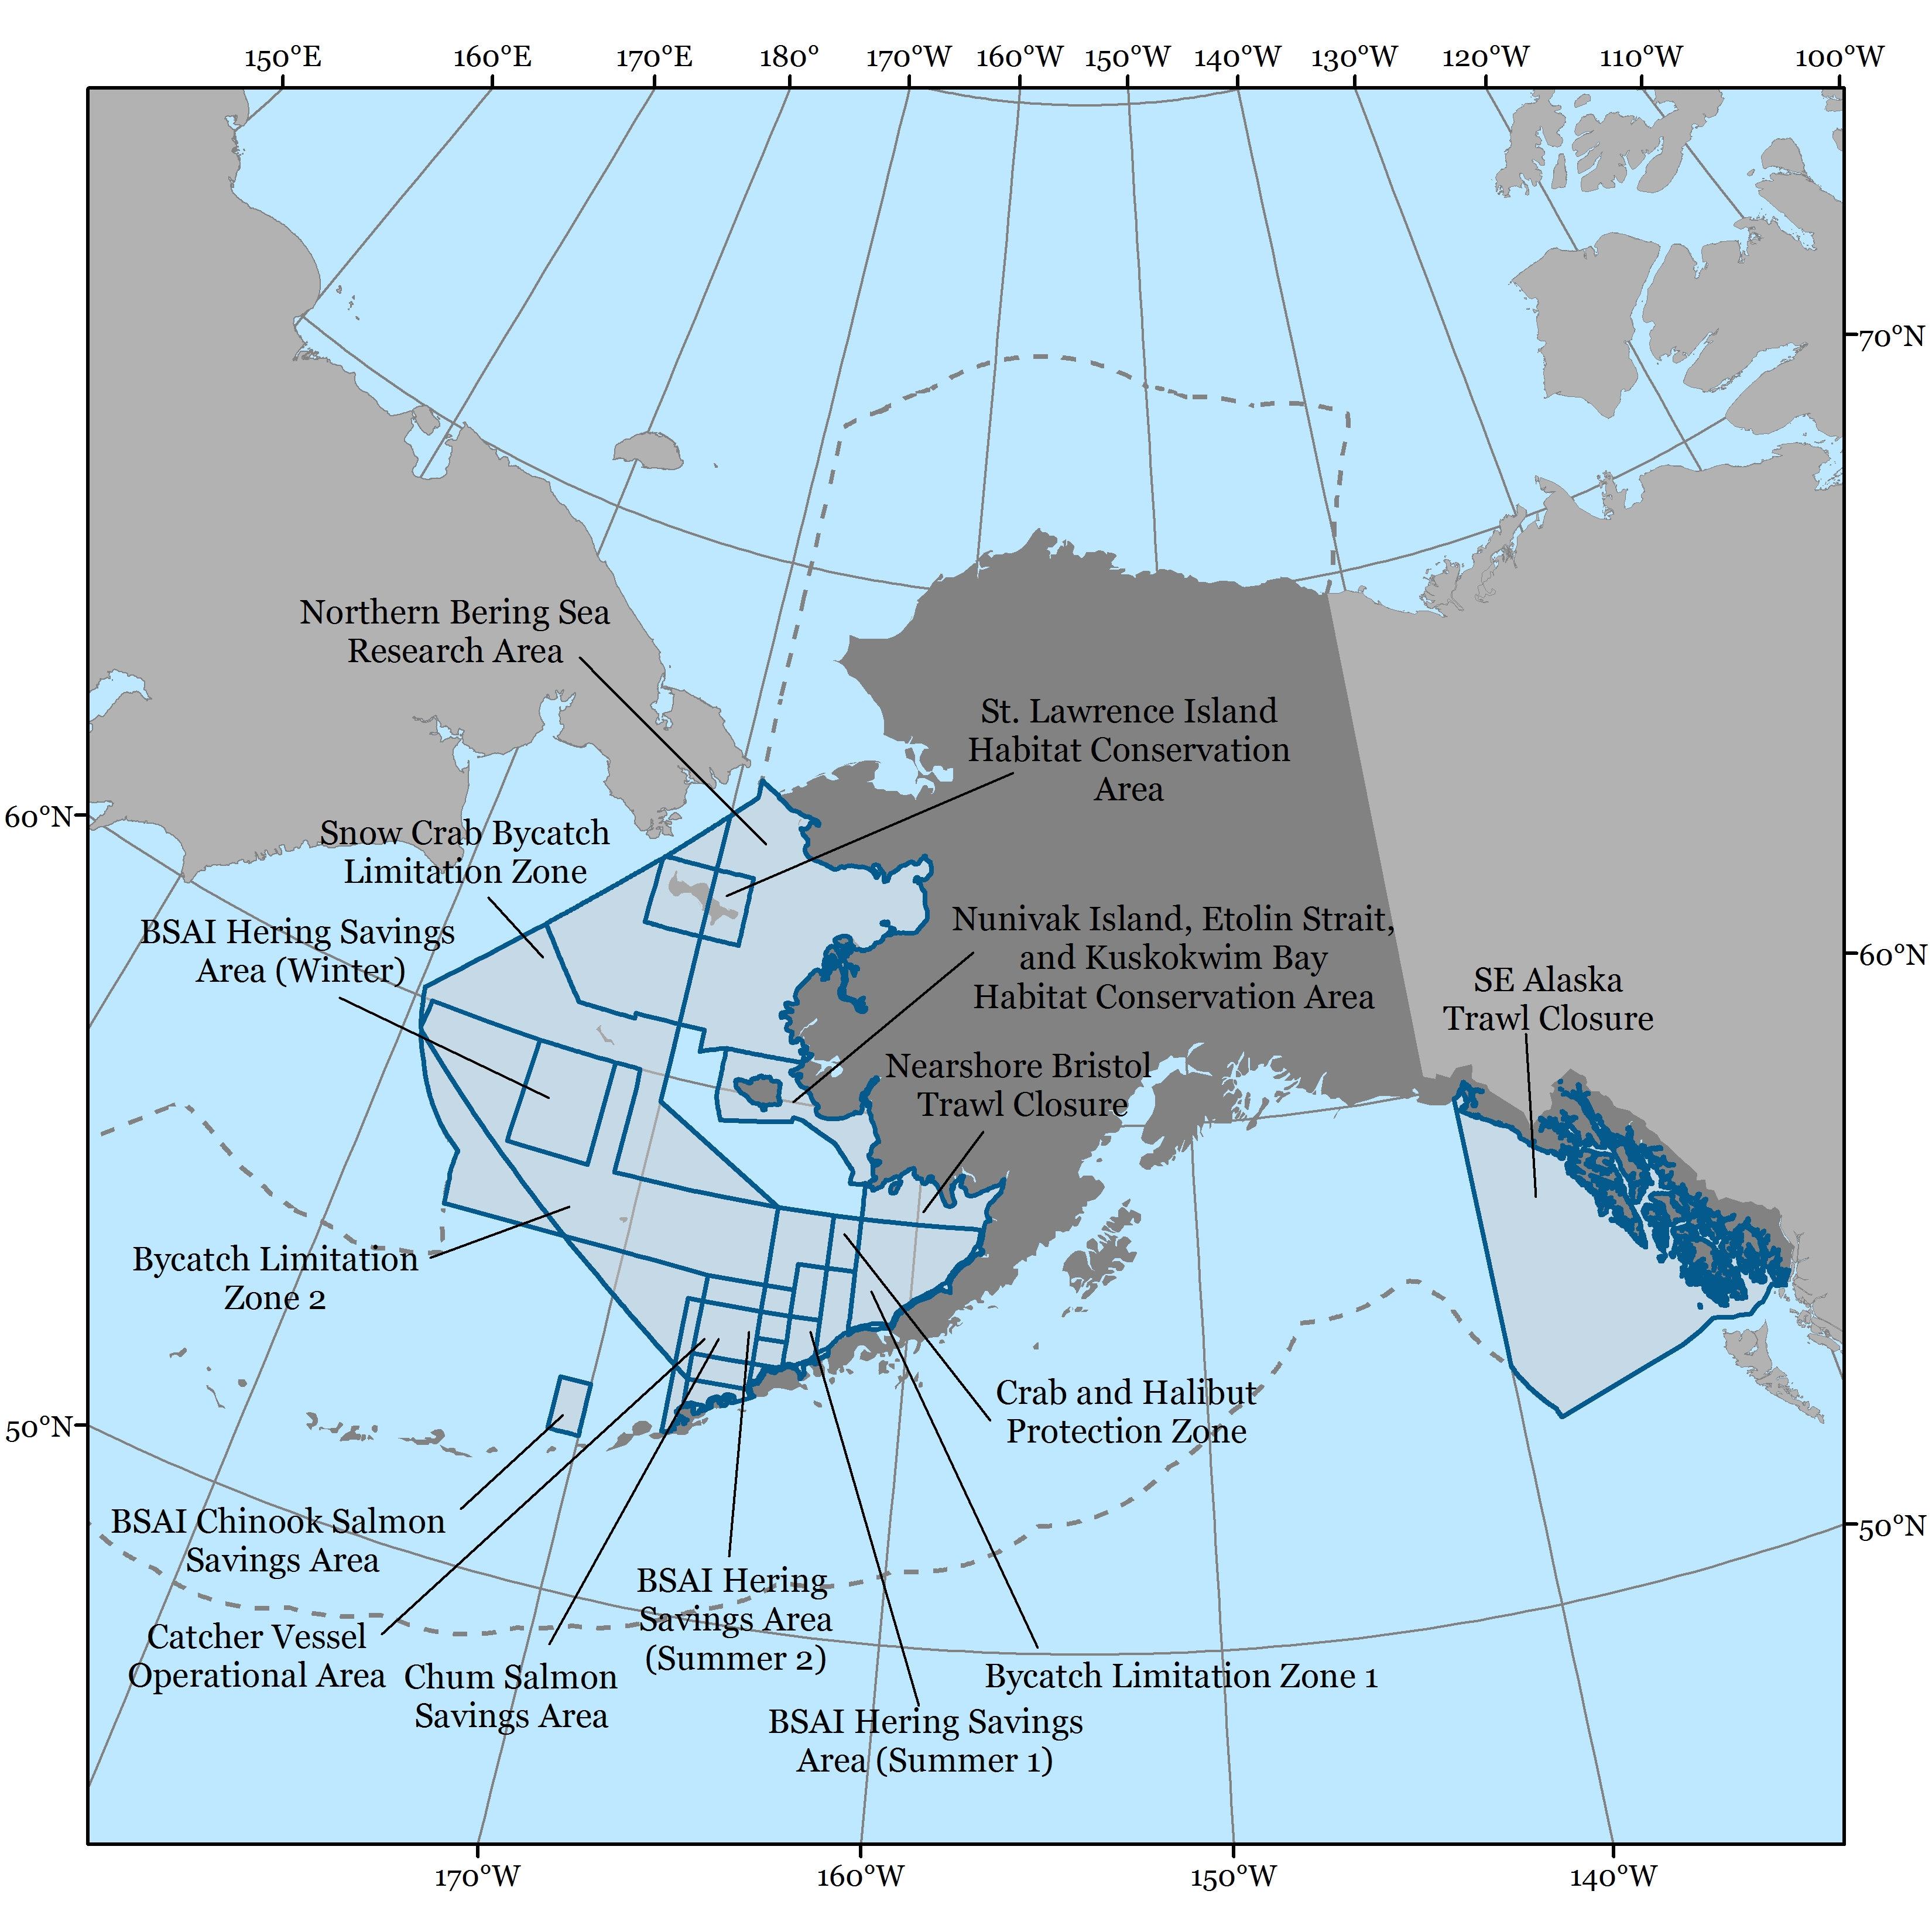 150°E 160°E 170°E 180° 170°W 160°W 150°W 140°W 130°W 120°W 110°W 100°W
70°N
Northern Bering Sea
Research Area
St. Lawrence Island
Habitat Conservation
Area
60°N
Snow Crab Bycatch
Limitation Zone
BSAI Hering Savings
Area (Winter)
Nunivak Island, Etolin Strait,
and Kuskokwim Bay
Habitat Conservation Area
60°N
SE Alaska
Trawl Closure
Nearshore Bristol
Trawl Closure
Bycatch Limitation
Zone 2
Crab and Halibut
Protection Zone
50°N
BSAI Chinook Salmon
Savings Area
50°N
BSAI Hering
Savings Area
(Summer 2)
Catcher Vessel
Operational Area
Chum Salmon
Savings Area
Bycatch Limitation Zone 1
BSAI Hering Savings
Area (Summer 1)
170°W 160°W 150°W 140°W